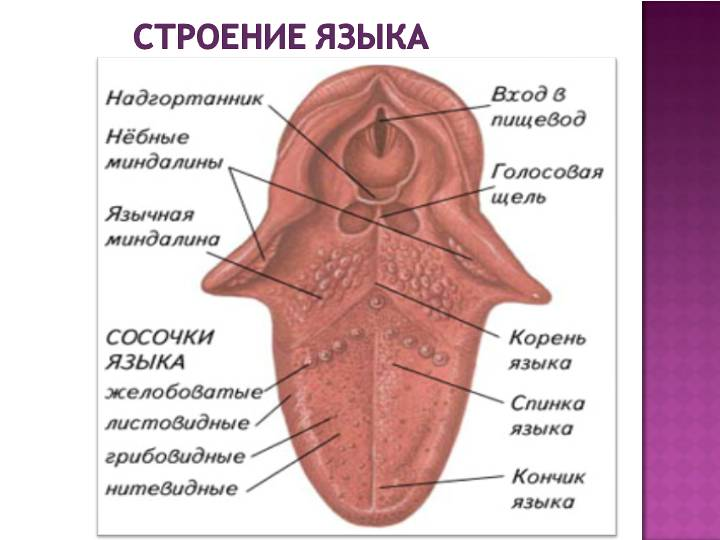 СТРОЕНИЕ ЯЗЫКА
Надгортанник
Нёбные
миндалины
Язычная
миндалина
СОСОЧКИ
ЯЗЫКА
желобоватые
листовидные
грибовидные
нитевидные
Вход в
пищевод
Голосовая
щель
Корень
языка
Спинка
языка
Кончик
языка